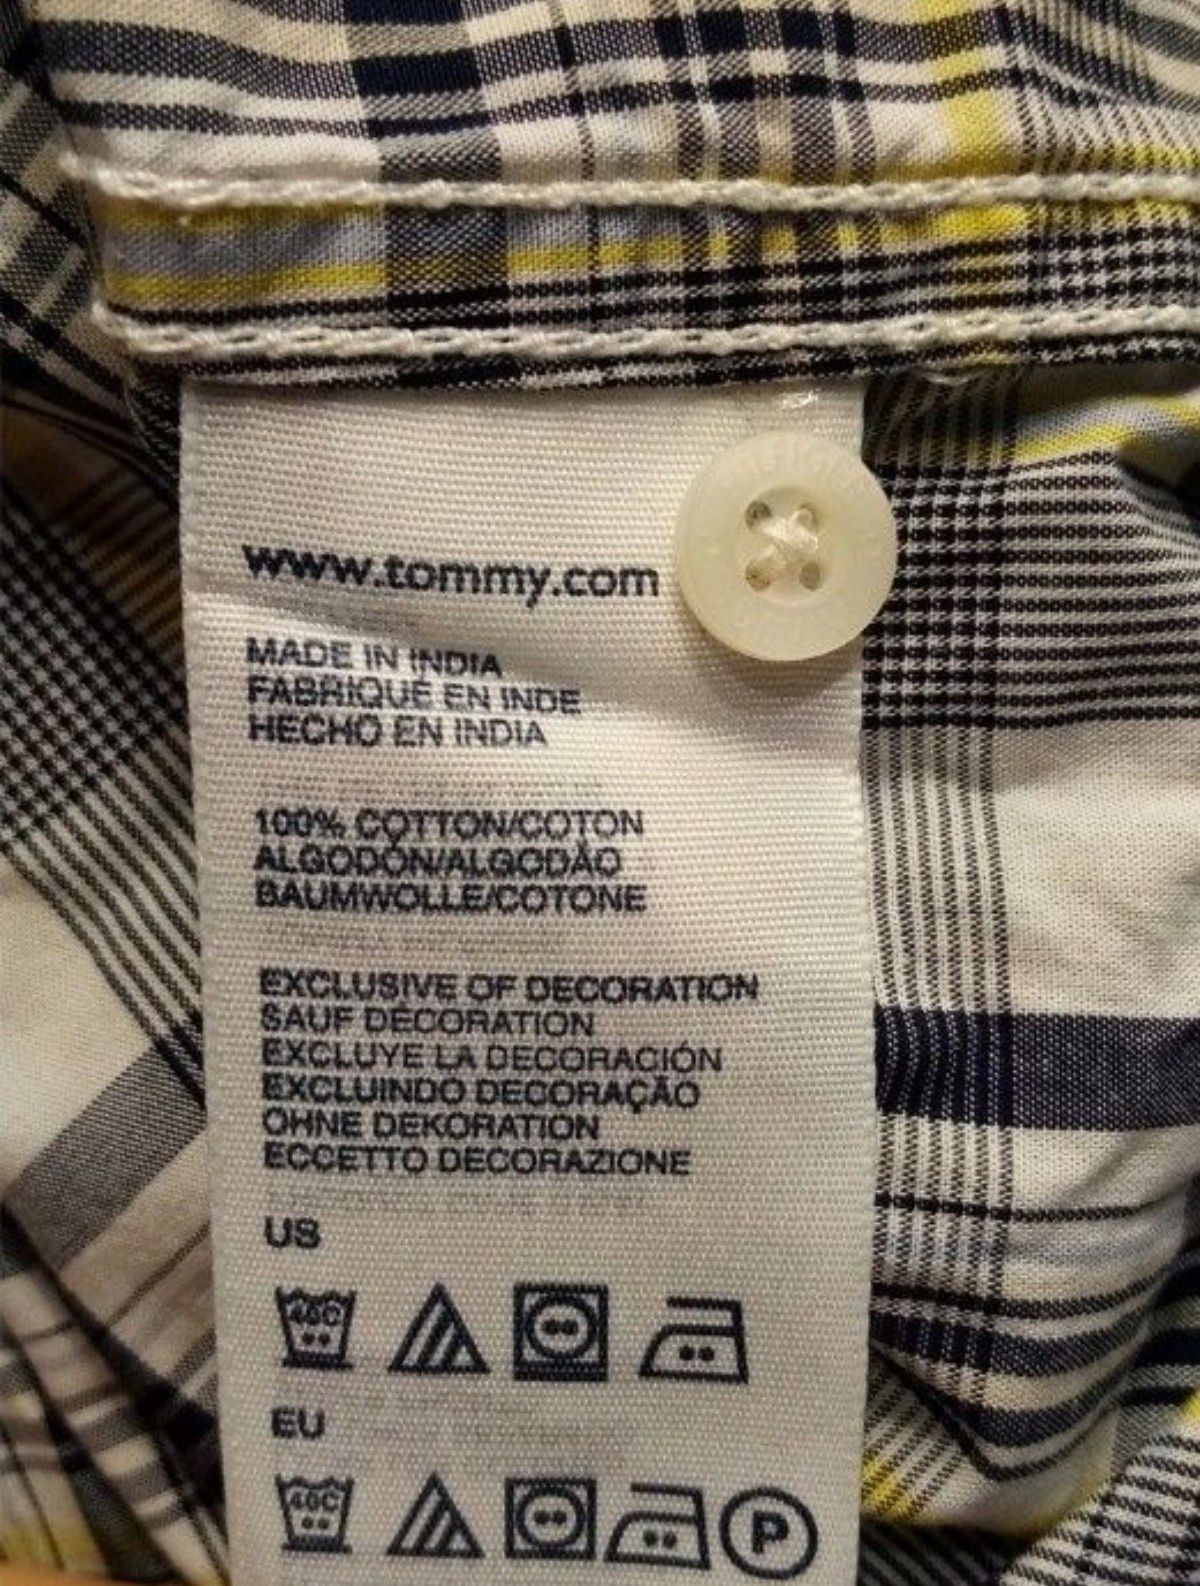 www.tommy.com
MADE IN INDIA
FABRIQUÉ EN INDE
HECHO EN INDIA
100% COTTON/COTON
ALGODÓN/ALGODÃO
BAUMWOLLE/COTONE
EXCLUSIVE OF DECORATION
SAUF DÉCORATION
EXCLUYE LA DECORACIÓN
EXCLUINDO DECORAÇÃO
OHNE DEKORATION
ECCETTO DECORAZIONE
US
40C
EU
40C
P